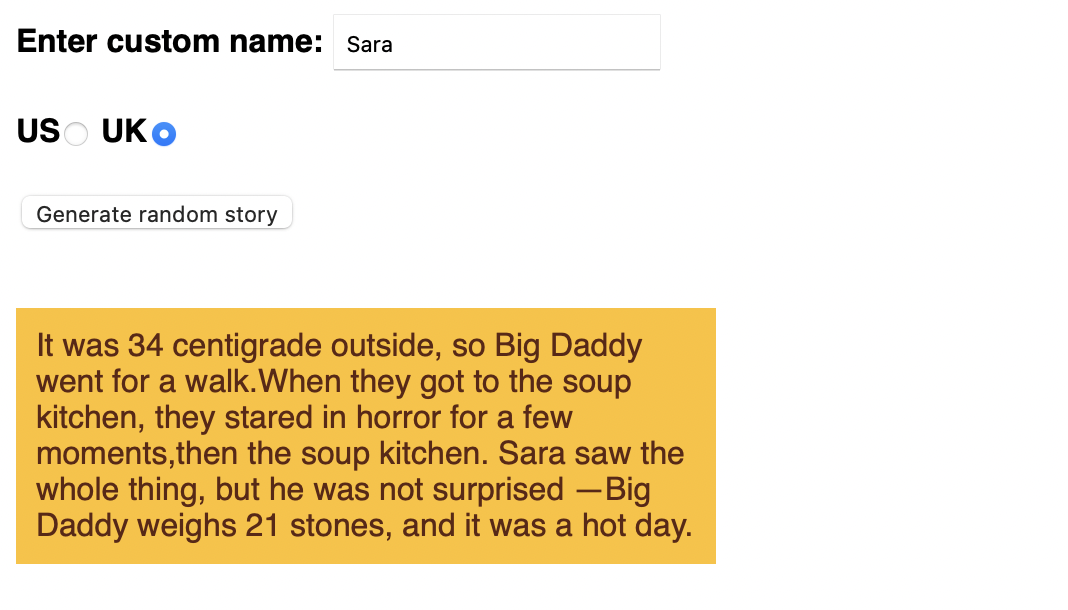 Enter custom name: Sara
US UK
Generate random story
It was 34 centigrade outside, so Big Daddy
went for a walk.When they got to the soup
kitchen, they stared in horror for a few
moments,then the soup kitchen. Sara saw the
whole thing, but he was not surprised —Big
Daddy weighs 21 stones, and it was a hot day.